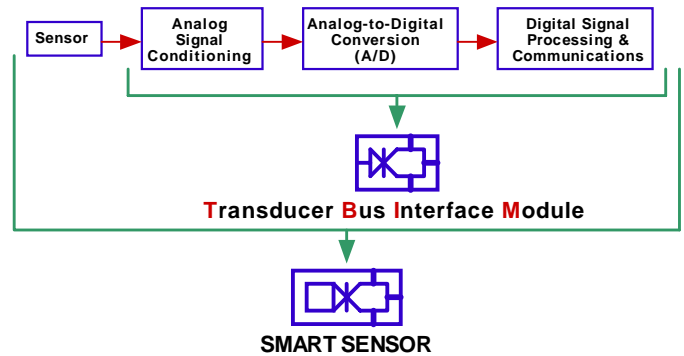 Sensor
Analog
Signal
Conditioning
Analog-to-Digital
Conversion
(A/D)
Digital Signal
Processing &
Communications
Transducer Bus Interface Module
SMART SENSOR